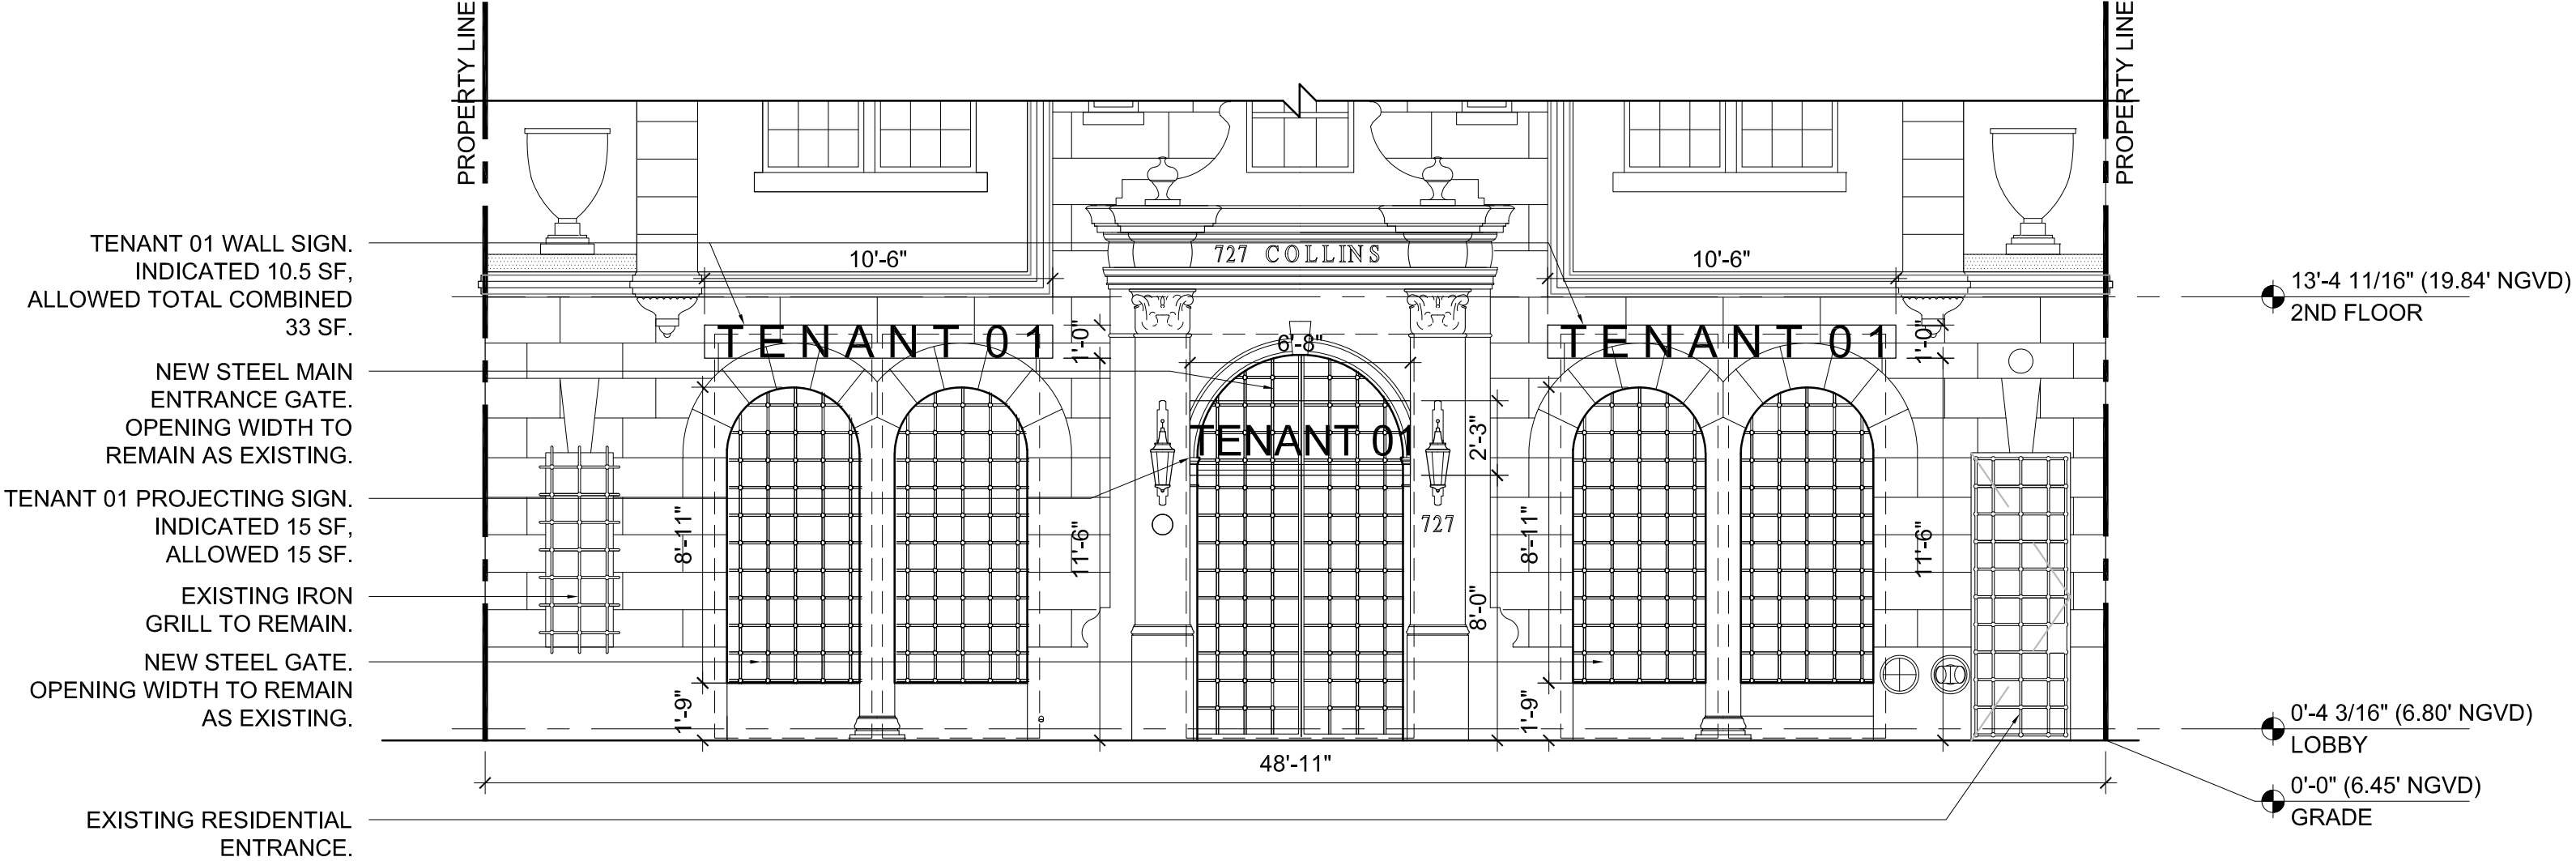 PROPERTY LINE
PROPERTY LINE
TENANT 01 WALL SIGN.
INDICATED 10.5 SF,
ALLOWED TOTAL COMBINED
33 SF.
NEW STEEL MAIN
ENTRANCE GATE.
OPENING WIDTH TO
REMAIN AS EXISTING.
TENANT 01 PROJECTING SIGN.
INDICATED 15 SF,
ALLOWED 15 SF.
EXISTING IRON
GRILL TO REMAIN.
NEW STEEL GATE.
OPENING WIDTH TO REMAIN
AS EXISTING.
EXISTING RESIDENTIAL
ENTRANCE.
727 COLLINS
10'-6"
10'-6"
TENANT 01
1'-0"
6'-8"
TENANT 01
1'-0"
TENANT 01
2'-3"
727
8'-11"
11'-6"
8'-0"
8'-11"
11'-6"
1'-9"
1'-9"
48'-11"
13'-4 11/16" (19.84' NGVD)
2ND FLOOR
0'-4 3/16" (6.80' NGVD)
LOBBY
0'-0" (6.45' NGVD)
GRADE